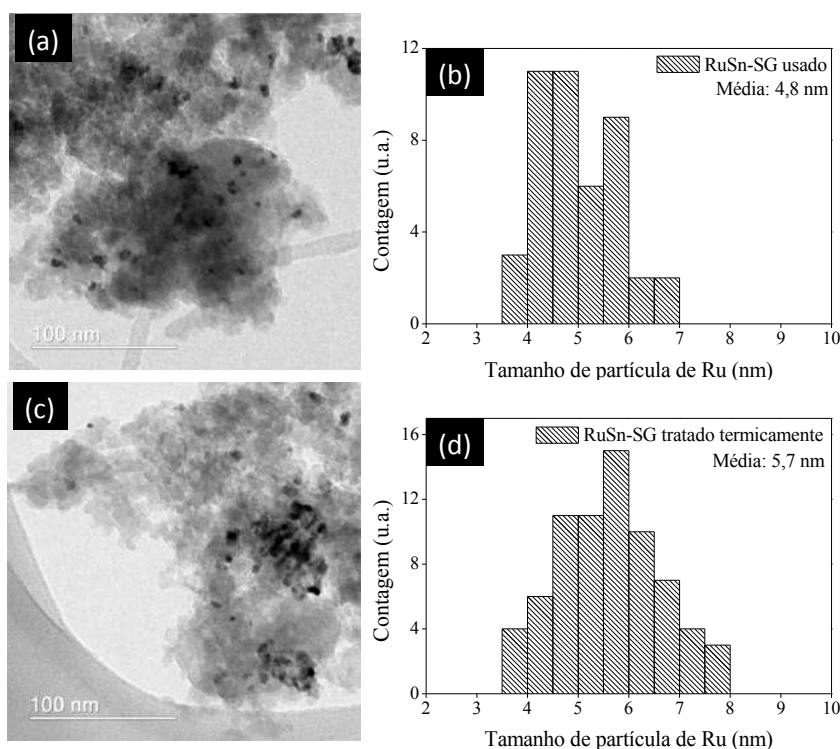 (a)
100 nm
(b)
12
8
4
0
2 3 4 5 6 7 8 9 10
Contagem (u.a.)
Tamanho de partícula de Ru (nm)
RuSn-SG usado
Média: 4,8 nm
(c)
100 nm
(d)
16
12
8
4
0
2 3 4 5 6 7 8 9 10
Contagem (u.a.)
Tamanho de partícula de Ru (nm)
RuSn-SG tratado termicamente
Média: 5,7 nm